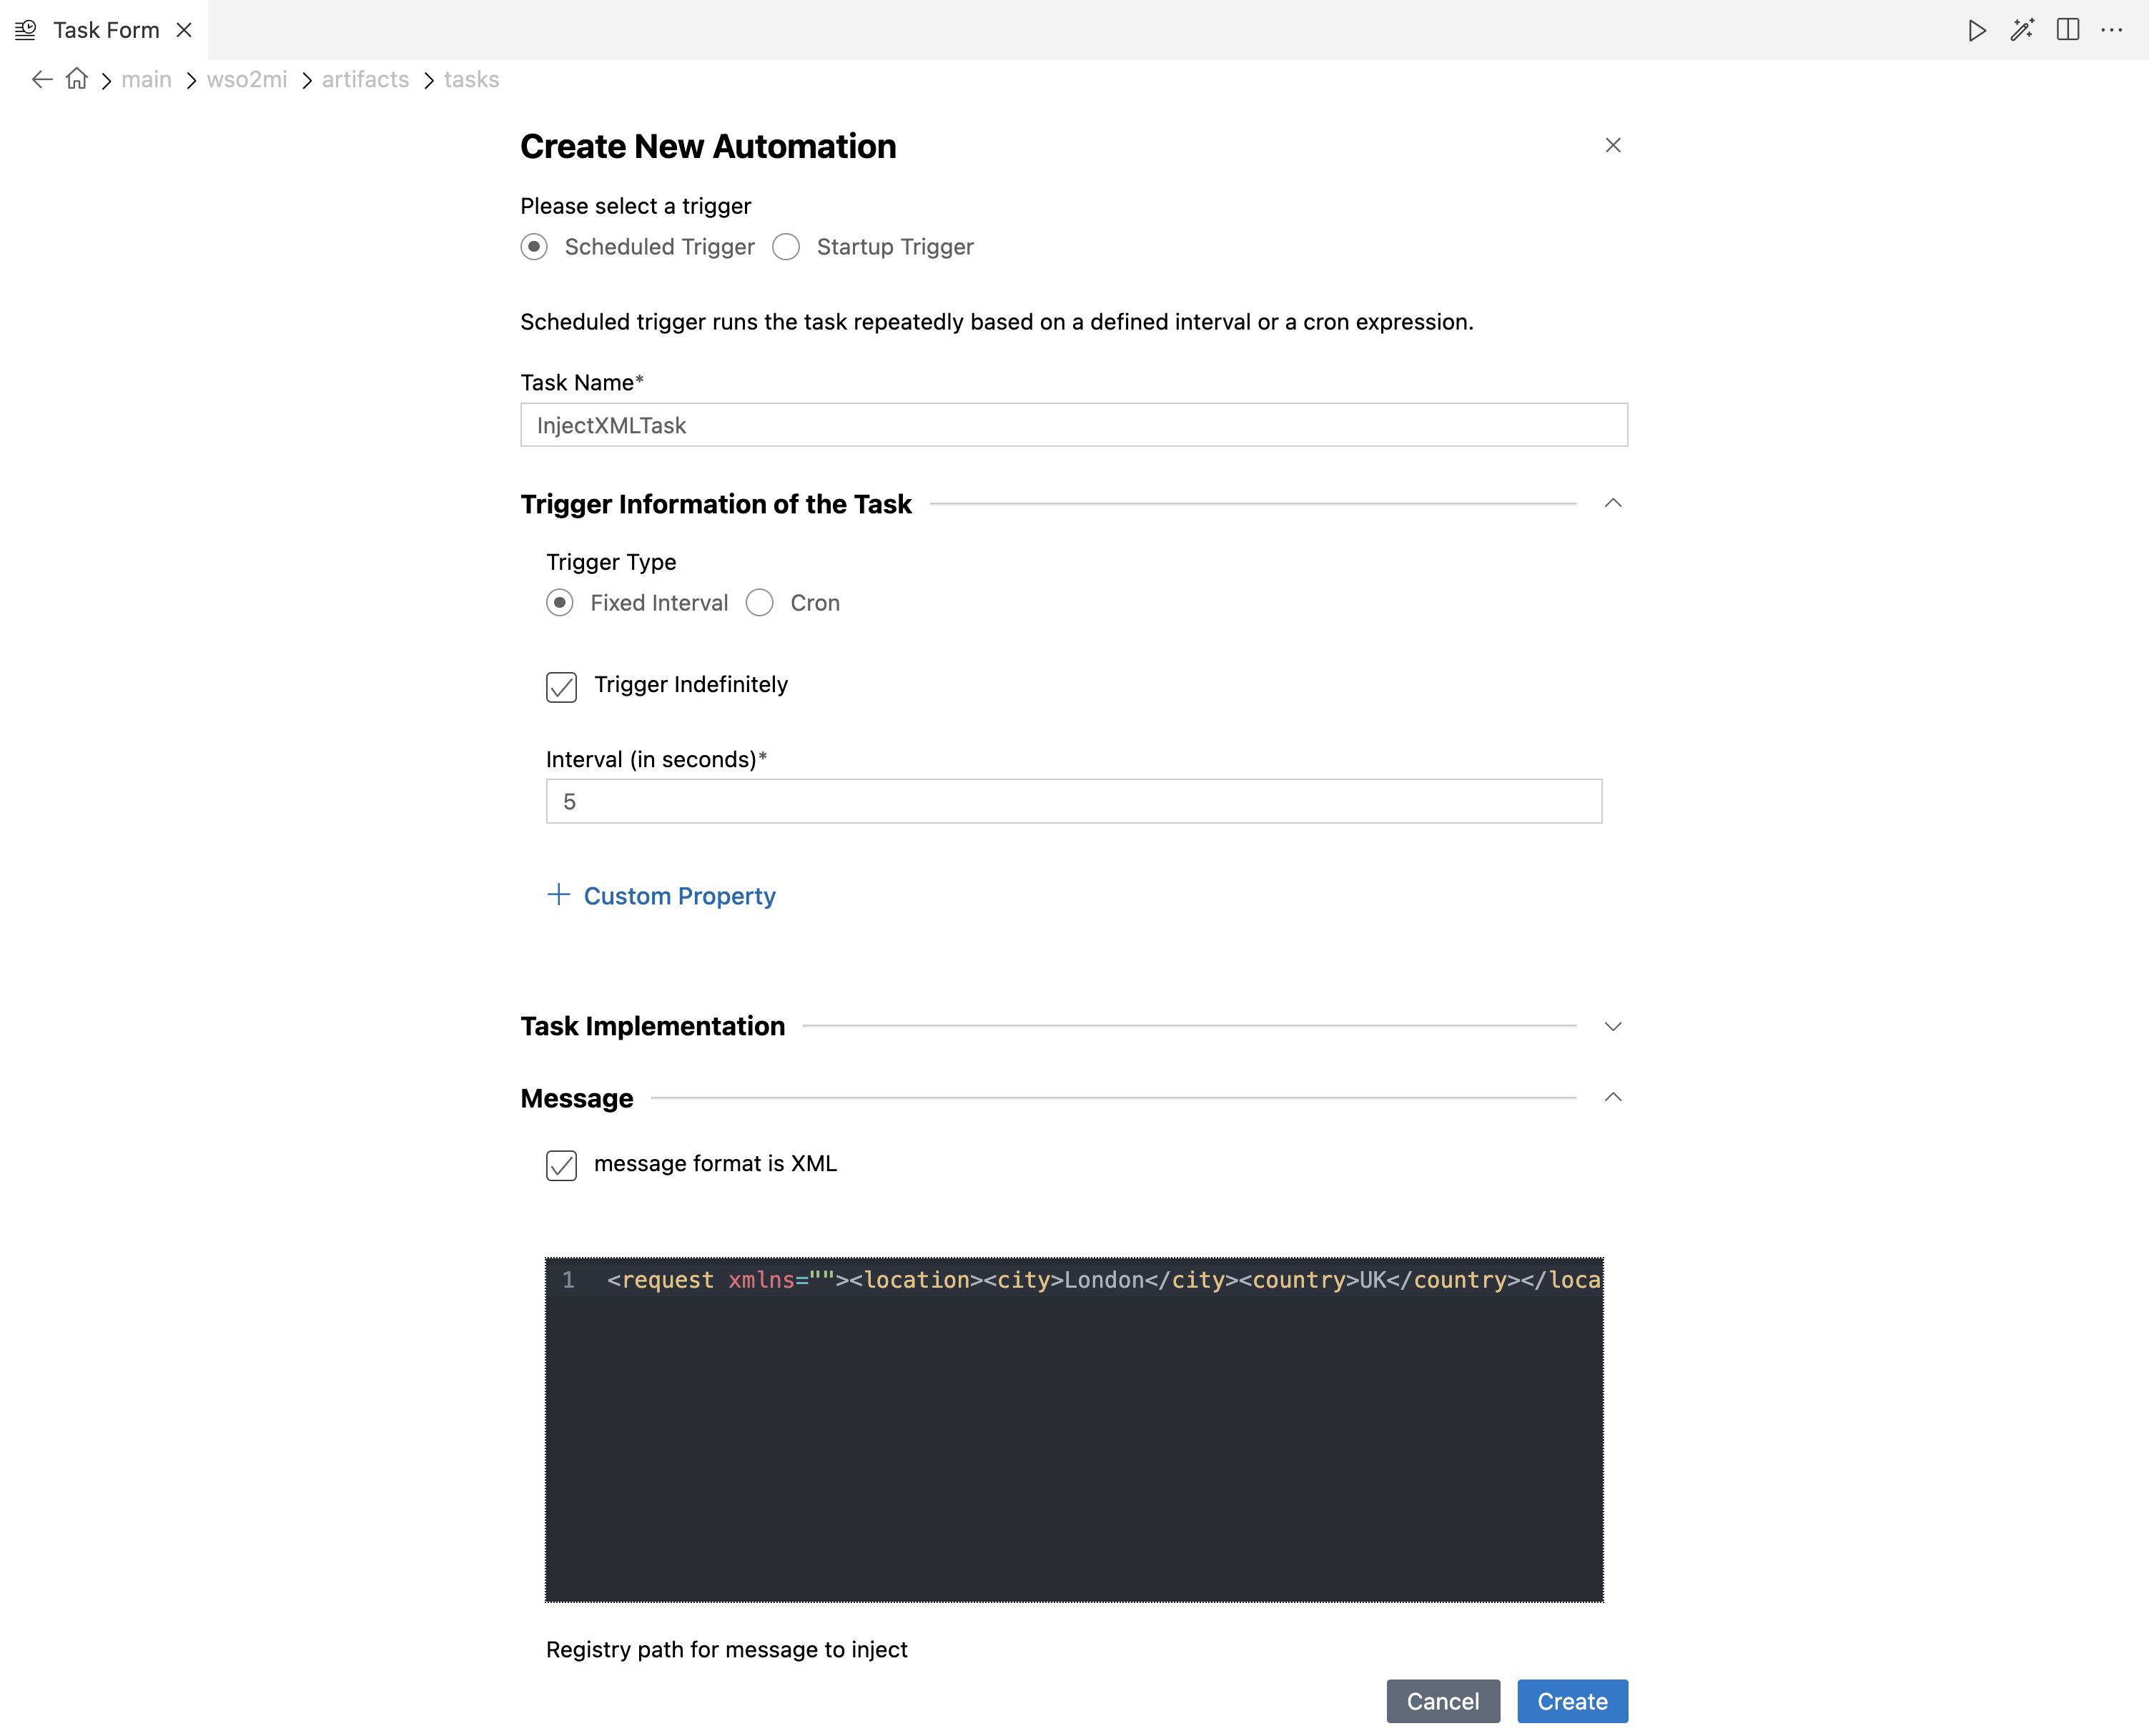 Task Form
main wso2mi artifacts tasks
Create New Automation
Please select a trigger
Scheduled Trigger Startup Trigger
Scheduled trigger runs the task repeatedly based on a defined interval or a cron expression.
Task Name*
InjectXMLTask
Trigger Information of the Task
Trigger Type
Fixed Interval Cron
Trigger Indefinitely
Interval (in seconds)*
5
Custom Property
Task Implementation
Message
message format is XML
1 <request xmlns=""><location><city>London</city><country>UK</country></loca
Registry path for message to inject
Cancel Create